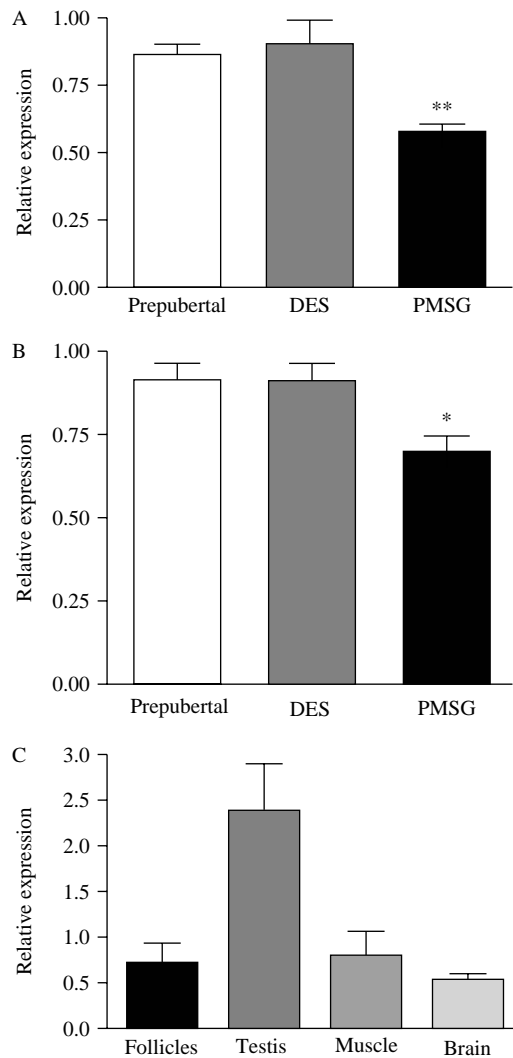 A
Relative expression
1.00
0.75
0.50
0.25
0.00
**
Prepubertal DES PMSG
B
Relative expression
1.00
0.75
0.50
0.25
0.00
*
Prepubertal DES PMSG
C
Relative expression
3.0
2.5
2.0
1.5
1.0
0.5
0.0
Follicles Testis Muscle Brain